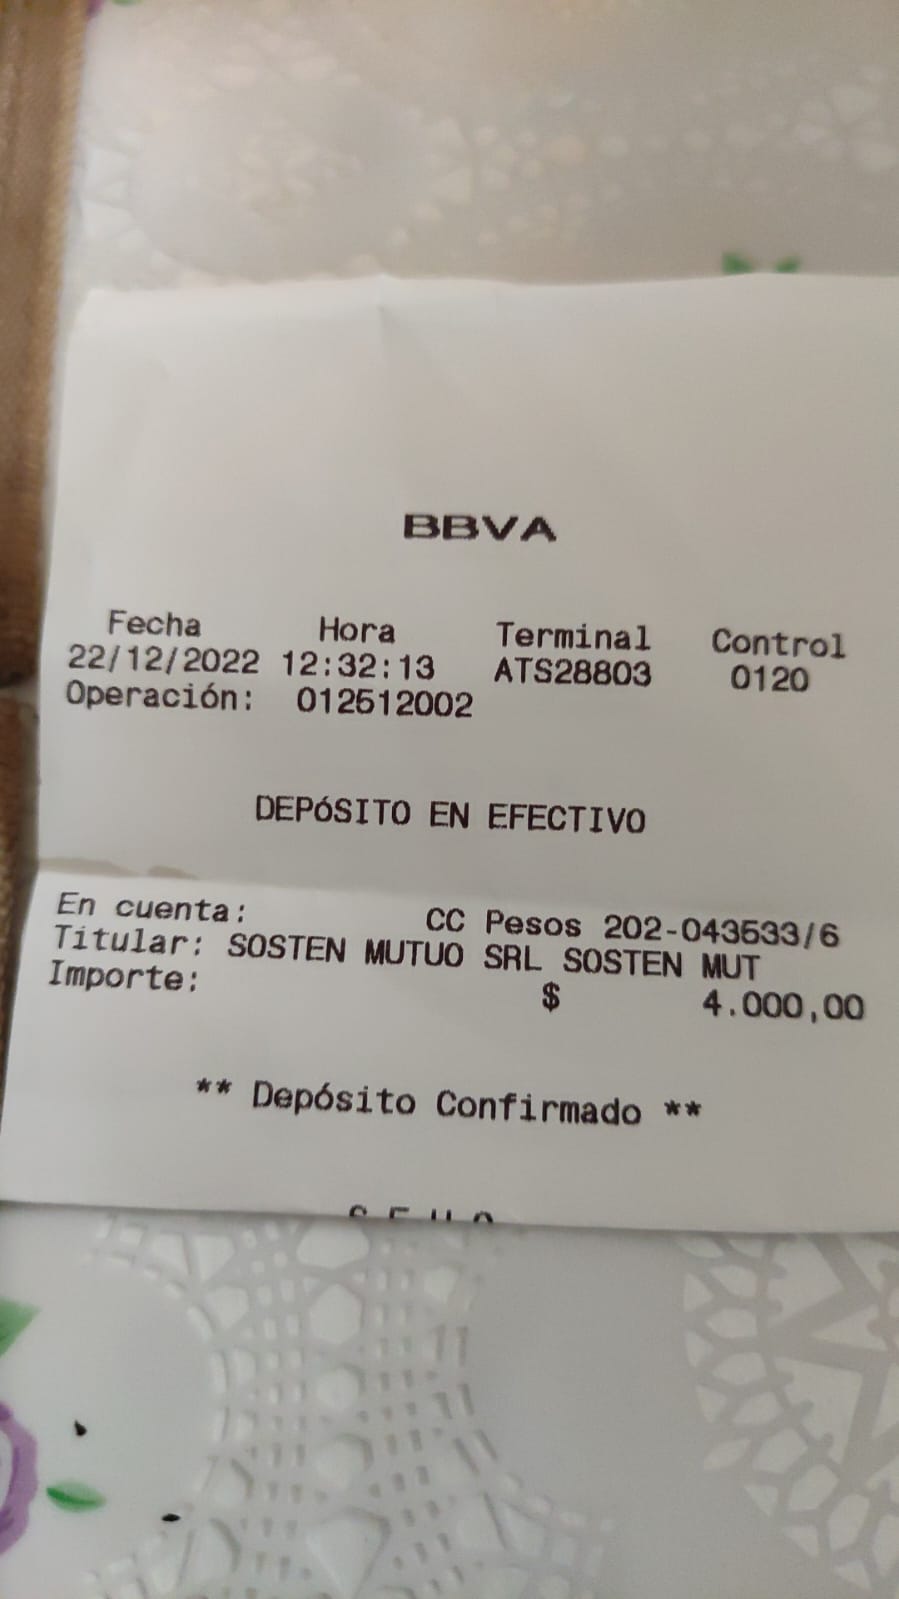 BBVA
Fecha Hora Terminal Control
22/12/2022 12:32:13 ATS28803 0120
Operación: 012512002
DEPóSITO EN EFECTIVO
En cuenta: CC Pesos 202-043533/6
Titular: SOSTEN MUTUO SRL SOSTEN MUT
Importe: $ 4.000,00
** Depósito Confirmado **